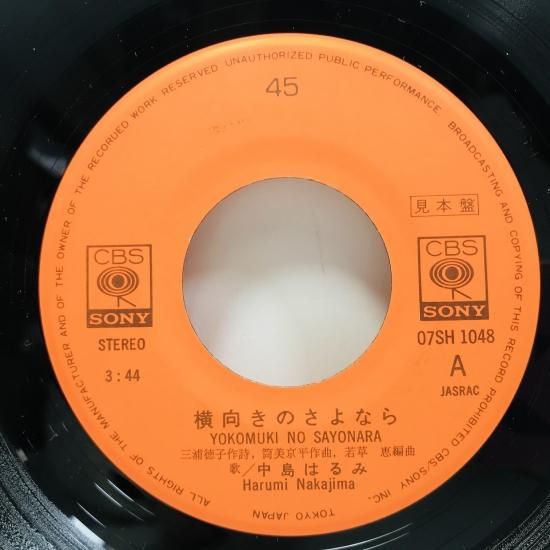 ALL RIGHTS OF THE MANUFACTURER AND OF THE OWNER OF THE RECORDED WORK RESERVED UNAUTHORIZED PUBLIC PERFORMANCE. BROADCASTING AND COPYING OF THIS RECORD PROHIBITED CBS/SONY INC. TOKYO JAPAN
45
見本盤
CBS
SONY
CBS
SONY
STEREO
07SH 1048
3:44
A
JASRAC
横向きのさよなら
YOKOMUKI NO SAYONARA
三浦徳子作詩, 筒美京平作曲, 若草 恵編曲
歌/中島はるみ
Harumi Nakajima